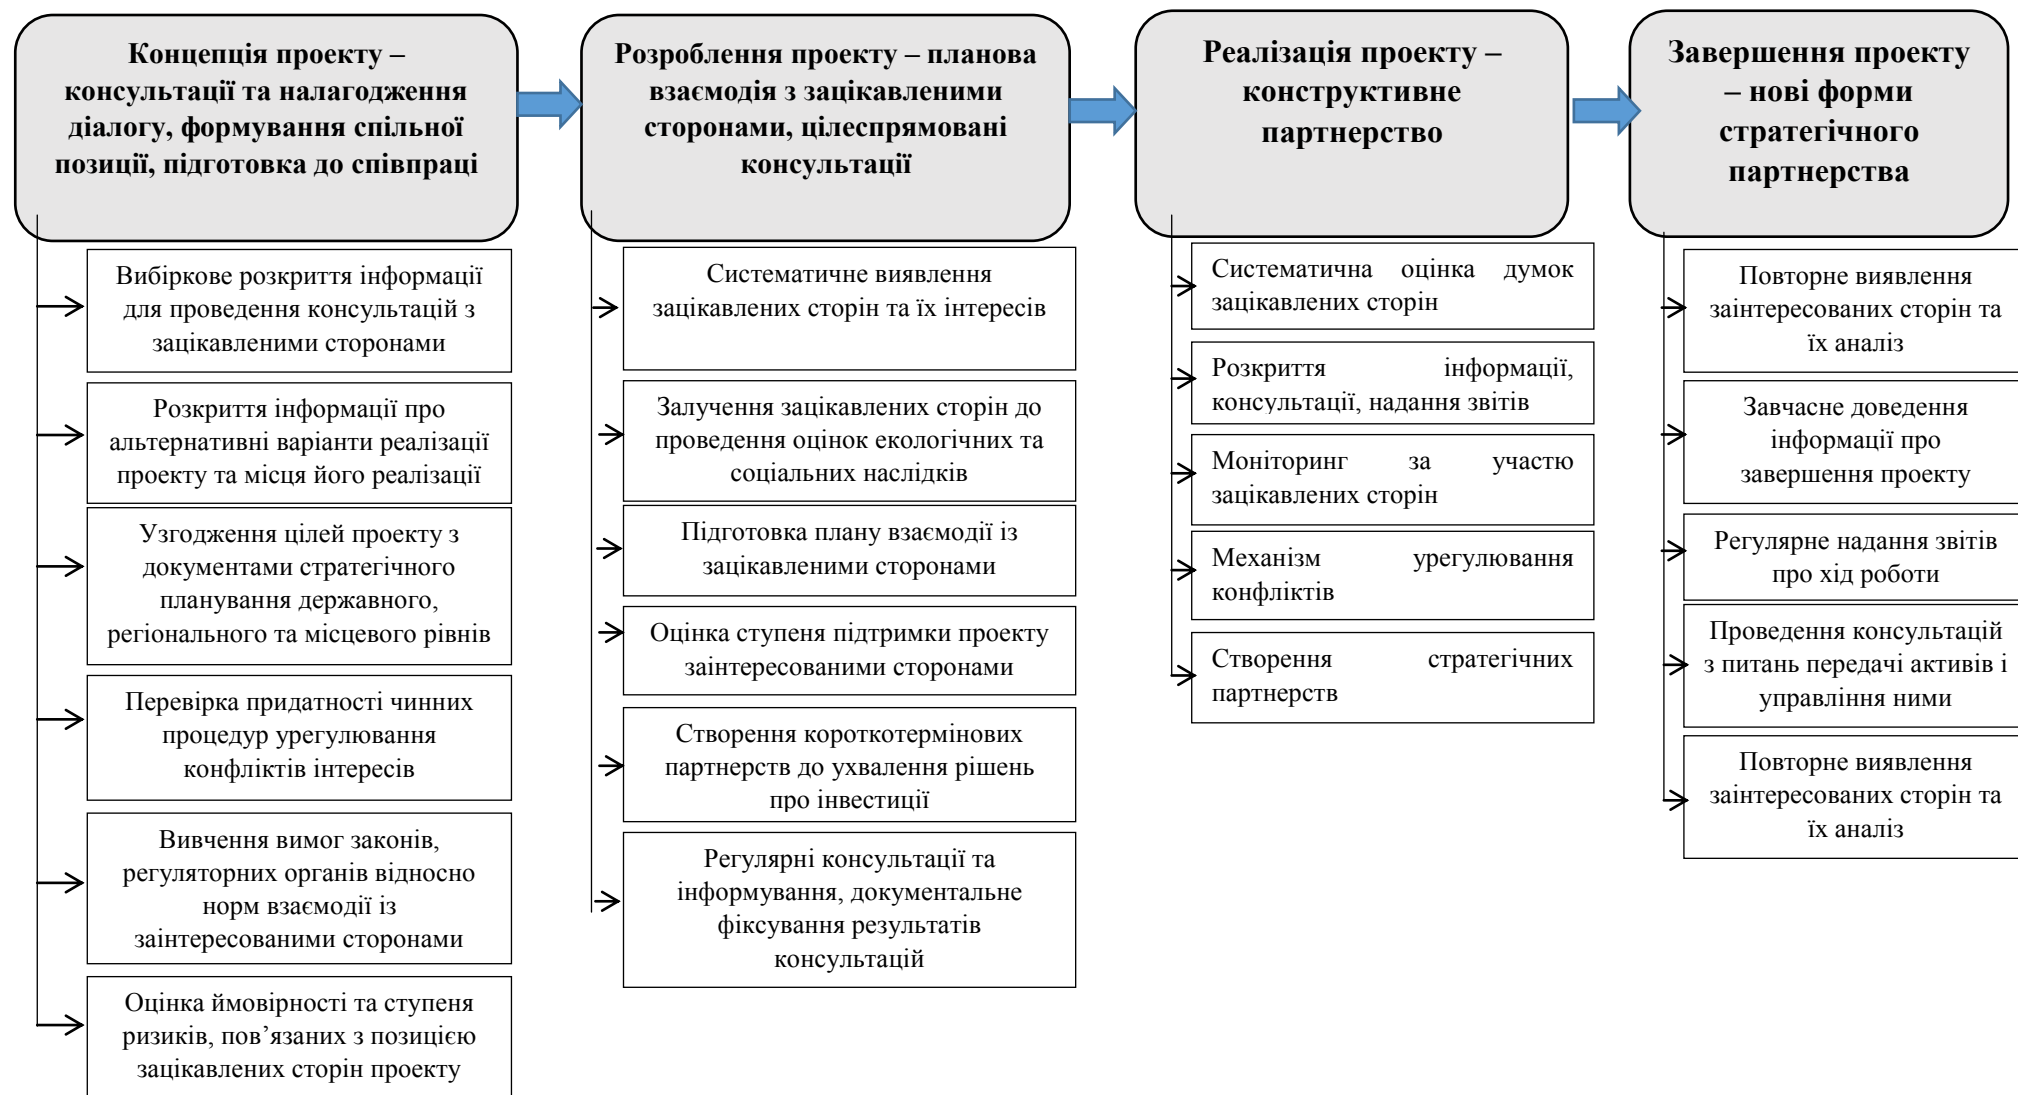 Концепція проекту –
консультації та налагодження
діалогу, формування спільної
позиції, підготовка до співпраці
Вибіркове розкриття інформації
для проведення консультацій з
зацікавленими сторонами
Розкриття інформації про
альтернативні варіанти реалізації
проекту та місця його реалізації
Узгодження цілей проекту з
документами стратегічного
планування державного,
регіонального та місцевого рівнів
Перевірка придатності чинних
процедур урегулювання
конфліктів інтересів
Вивчення вимог законів,
регуляторних органів відносно
норм взаємодії із
заінтересованими сторонами
Оцінка ймовірності та ступеня
ризиків, пов’язаних з позицією
зацікавлених сторін проекту
Розроблення проекту – планова
взаємодія з зацікавленими
сторонами, цілеспрямовані
консультації
Систематичне виявлення
зацікавлених сторін та їх інтересів
Залучення зацікавлених сторін до
проведення оцінок екологічних та
соціальних наслідків
Підготовка плану взаємодії із
зацікавленими сторонами
Оцінка ступеня підтримки проекту
заінтересованими сторонами
Створення короткотермінових
партнерств до ухвалення рішень
про інвестиції
Регулярні консультації та
інформування, документальне
фіксування результатів
консультацій
Реалізація проекту –
конструктивне
партнерство
Систематична оцінка думок
зацікавлених сторін
Розкриття інформації,
консультації, надання звітів
Моніторинг за участю
зацікавлених сторін
Механізм урегулювання
конфліктів
Створення стратегічних
партнерств
Завершення проекту
– нові форми
стратегічного
партнерства
Повторне виявлення
заінтересованих сторін та
їх аналіз
Завчасне доведення
інформації про
завершення проекту
Регулярне надання звітів
про хід роботи
Проведення консультацій
з питань передачі активів і
управління ними
Повторне виявлення
заінтересованих сторін та
їх аналіз